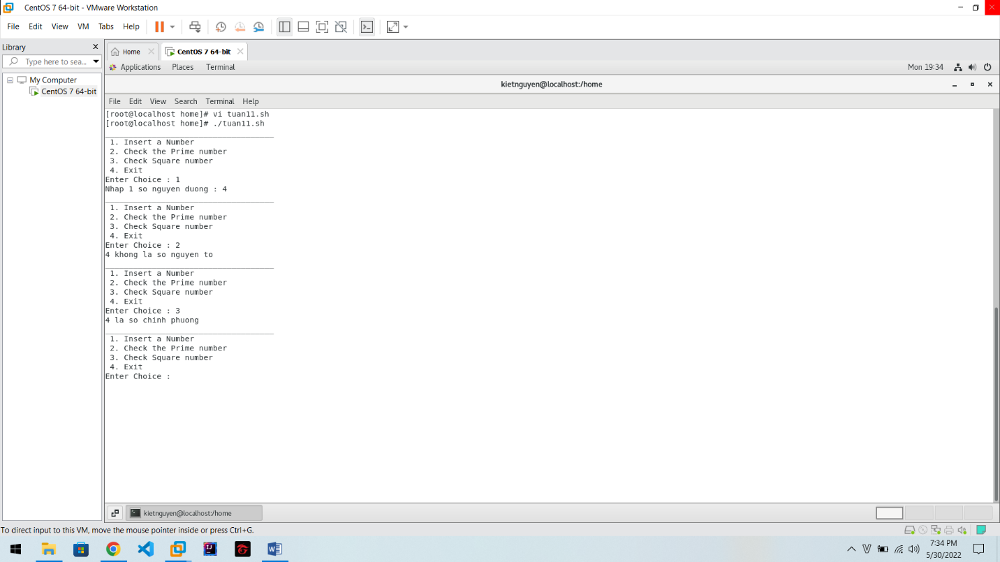 CentOS 7 64-bit - VMware Workstation
File Edit View VM Tabs Help
Library
Type here to sea...
My Computer
CentOS 7 64-bit
Home
CentOS 7 64-bit
Applications Places Terminal
Mon 19:34
kietnguyen@localhost:/home
File Edit View Search Terminal Help
[root@localhost home]# vi tuan11.sh
[root@localhost home]# ./tuan11.sh
____________________________________
1. Insert a Number
2. Check the Prime number
3. Check Square number
4. Exit
Enter Choice : 1
Nhap 1 so nguyen duong : 4
____________________________________
1. Insert a Number
2. Check the Prime number
3. Check Square number
4. Exit
Enter Choice : 2
4 khong la so nguyen to
____________________________________
1. Insert a Number
2. Check the Prime number
3. Check Square number
4. Exit
Enter Choice : 3
4 la so chinh phuong
____________________________________
1. Insert a Number
2. Check the Prime number
3. Check Square number
4. Exit
Enter Choice :
kietnguyen@localhost:/home
To direct input to this VM, move the mouse pointer inside or press Ctrl+G.
7:34 PM
5/30/2022